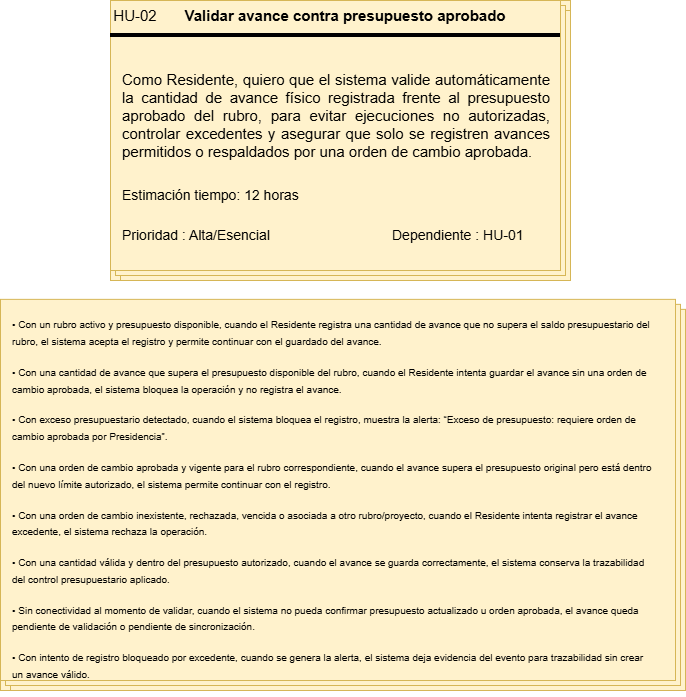 HU-02 Validar avance contra presupuesto aprobado
Como Residente, quiero que el sistema valide automáticamente
la cantidad de avance físico registrada frente al presupuesto
aprobado del rubro, para evitar ejecuciones no autorizadas,
controlar excedentes y asegurar que solo se registren avances
permitidos o respaldados por una orden de cambio aprobada.
Estimación tiempo: 12 horas
Prioridad : Alta/Esencial Dependiente : HU-01
• Con un rubro activo y presupuesto disponible, cuando el Residente registra una cantidad de avance que no supera el saldo presupuestario del
rubro, el sistema acepta el registro y permite continuar con el guardado del avance.
• Con una cantidad de avance que supera el presupuesto disponible del rubro, cuando el Residente intenta guardar el avance sin una orden de
cambio aprobada, el sistema bloquea la operación y no registra el avance.
• Con exceso presupuestario detectado, cuando el sistema bloquea el registro, muestra la alerta: “Exceso de presupuesto: requiere orden de
cambio aprobada por Presidencia”.
• Con una orden de cambio aprobada y vigente para el rubro correspondiente, cuando el avance supera el presupuesto original pero está dentro
del nuevo límite autorizado, el sistema permite continuar con el registro.
• Con una orden de cambio inexistente, rechazada, vencida o asociada a otro rubro/proyecto, cuando el Residente intenta registrar el avance
excedente, el sistema rechaza la operación.
• Con una cantidad válida y dentro del presupuesto autorizado, cuando el avance se guarda correctamente, el sistema conserva la trazabilidad
del control presupuestario aplicado.
• Sin conectividad al momento de validar, cuando el sistema no pueda confirmar presupuesto actualizado u orden aprobada, el avance queda
pendiente de validación o pendiente de sincronización.
• Con intento de registro bloqueado por excedente, cuando se genera la alerta, el sistema deja evidencia del evento para trazabilidad sin crear
un avance válido.